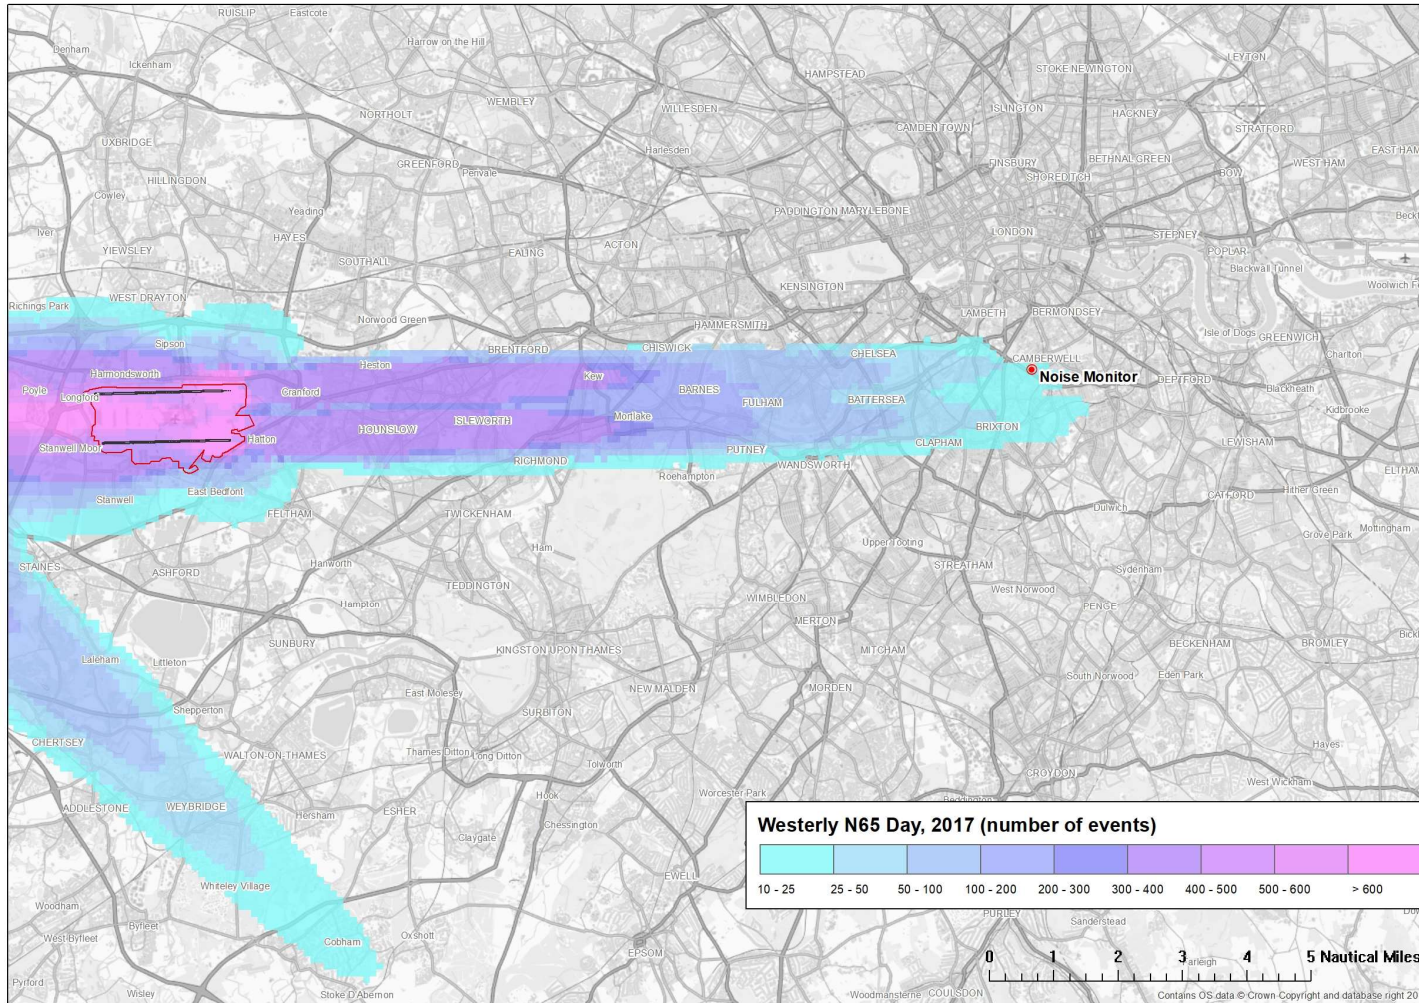 RUISLIP
Eastcote
Denham
Ickenham
Harrow on the Hill
HAMPSTEAD
STOKE NEWINGTON
LEYTON
WEMBLEY
NORTHOLT
WILLESDEN
ISLINGTON
HACKNEY
UXBRIDGE
Harlesden
CAMDEN TOWN
STRATFORD
GREENFORD
Perivale
FINSBURY
BETHNAL GREEN
WEST HAM
EAST HAM
HILLINGDON
SHOREDITCH
BOW
Cowley
Yeading
PADDINGTON
MARYLEBONE
Iver
HAYES
LONDON
STEPNEY
YIEWSLEY
EALING
ACTON
POPLAR
SOUTHALL
Blackwall Tunnel
KENSINGTON
WEST DRAYTON
Richings Park
LAMBETH
BERMONDSEY
Norwood Green
HAMMERSMITH
Isle of Dogs
GREENWICH
Sipson
BRENTFORD
CHISWICK
CHELSEA
CAMBERWELL
Charlton
Heston
Harmondsworth
Kew
Noise Monitor
DEPTFORD
Poyle
Longford
Cranford
BARNES
FULHAM
BATTERSEA
Blackheath
Kidbrooke
Mortlake
ISLEWORTH
HOUNSLOW
BRIXTON
Stanwell Moor
Hatton
CLAPHAM
LEWISHAM
PUTNEY
RICHMOND
WANDSWORTH
Roehampton
East Bedfont
Stanwell
CATFORD
Hither Green
FELTHAM
TWICKENHAM
Dulwich
Mottingham
Upper Tooting
Grove Park
Ham
STAINES
Hanworth
STREATHAM
ASHFORD
Sydenham
TEDDINGTON
West Norwood
WIMBLEDON
Hampton
PENGE
MERTON
SUNBURY
KINGSTON UPON THAMES
MITCHAM
BECKENHAM
BROMLEY
Laleham
Littleton
South Norwood
Eden Park
NEW MALDEN
MORDEN
East Molesey
Shepperton
SURBITON
CHERTSEY
WALTON-ON-THAMES
Thames Ditton
Long Ditton
Hayes
Tolworth
CROYDON
West Wickham
Worcester Park
Hook
ADDLESTONE
WEYBRIDGE
Hersham
ESHER
Chessington
Claygate
EWELL
Whiteley Village
Woodham
Byfleet
West Byfleet
Cobham
Oxshott
EPSOM
Pyrford
Wisley
Stoke D'Abernon
Woodmansterne
COULSDON
PURLEY
Sanderstead
Westerly N65 Day, 2017 (number of events)
10 - 25 25 - 50 50 - 100 100 - 200 200 - 300 300 - 400 400 - 500 500 - 600 > 600
0 1 2 3 4 5 Nautical Miles
Contains OS data © Crown Copyright and database right 20